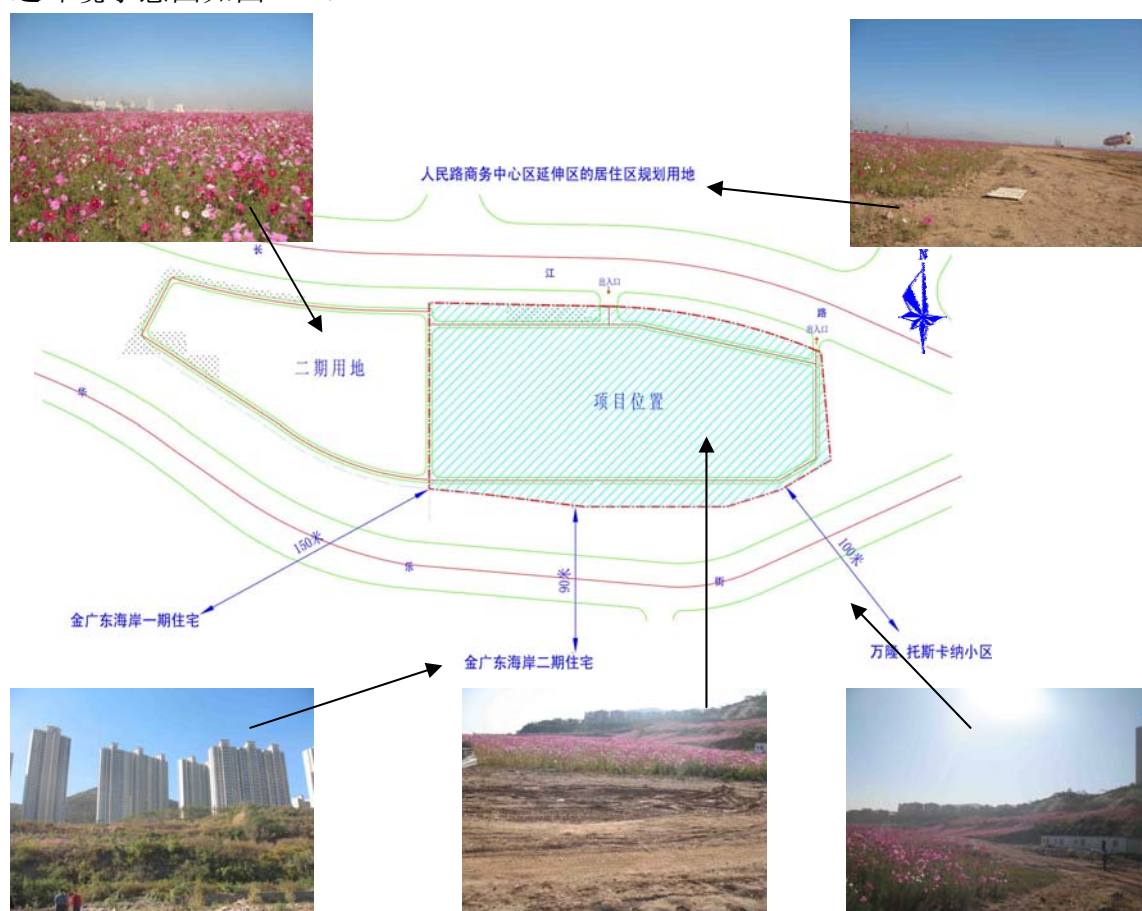 人民路商务中心区延伸区的居住区规划用地
N
长
江
路
出入口
出入口
二期用地
项目位置
华
乐
街
150米
90米
100米
金广东海岸一期住宅
金广东海岸二期住宅
万隆 托斯卡纳小区